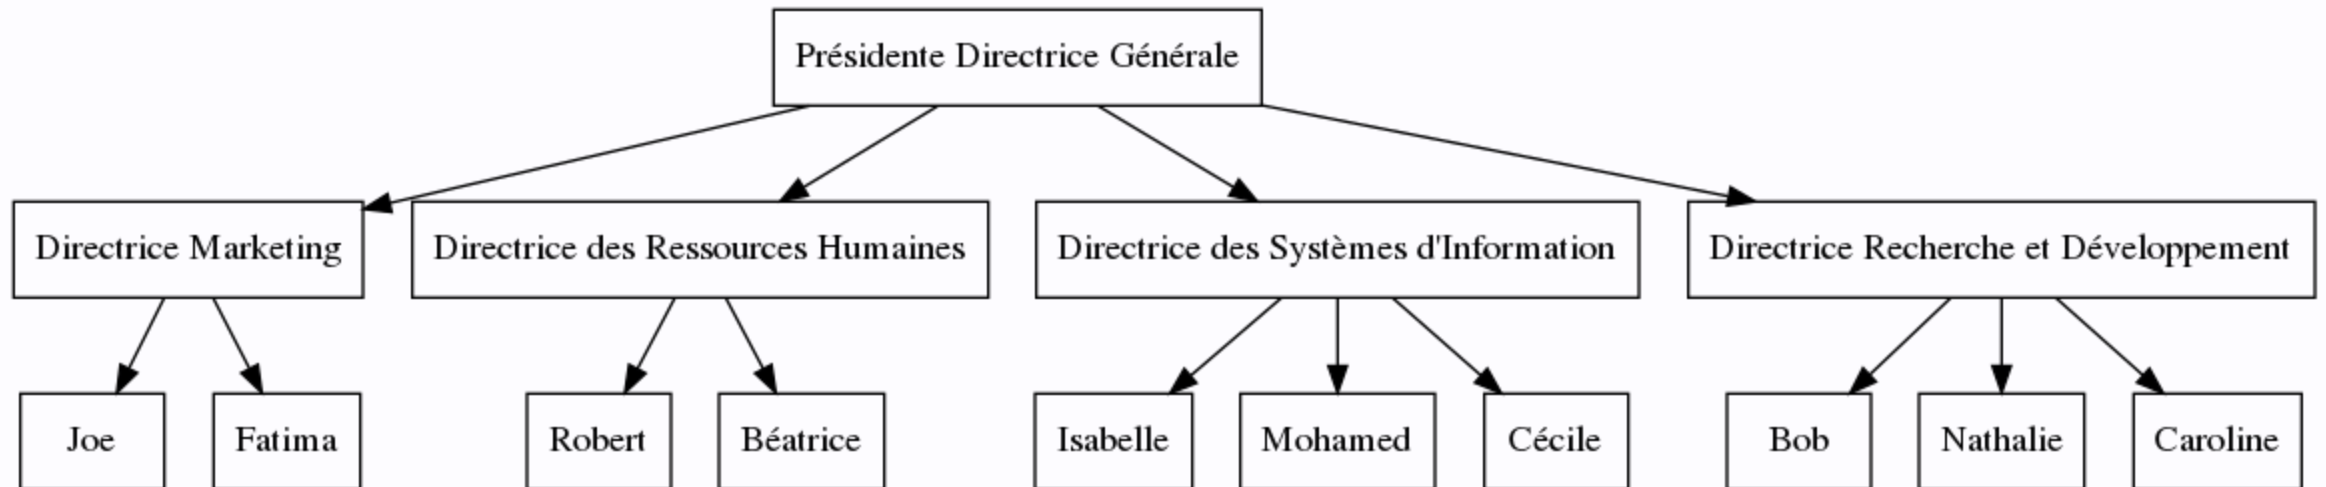 Présidente Directrice Générale
Directrice Marketing
Directrice des Ressources Humaines
Directrice des Systèmes d'Information
Directrice Recherche et Développement
Joe
Fatima
Robert
Béatrice
Isabelle
Mohamed
Cécile
Bob
Nathalie
Caroline